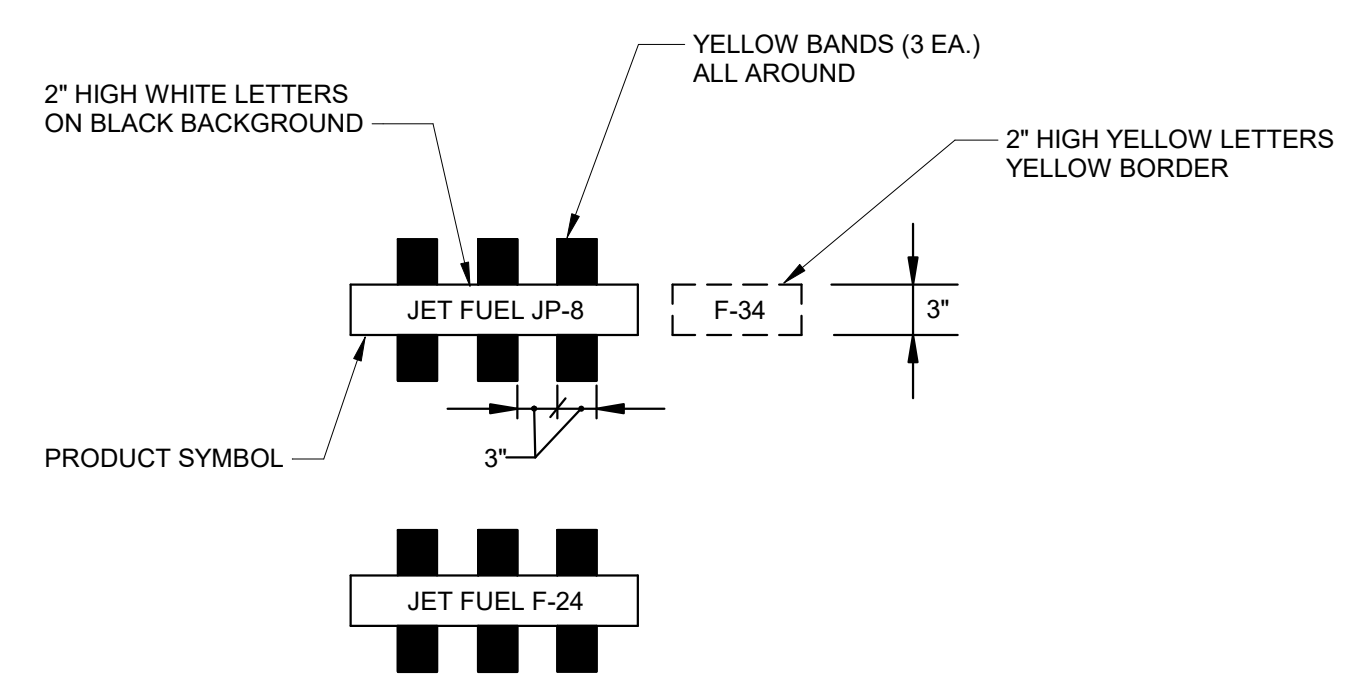 YELLOW BANDS (3 EA.)
ALL AROUND
2" HIGH WHITE LETTERS
ON BLACK BACKGROUND
2" HIGH YELLOW LETTERS
YELLOW BORDER
JET FUEL JP-8
F-34
3"
PRODUCT SYMBOL
3"
JET FUEL F-24